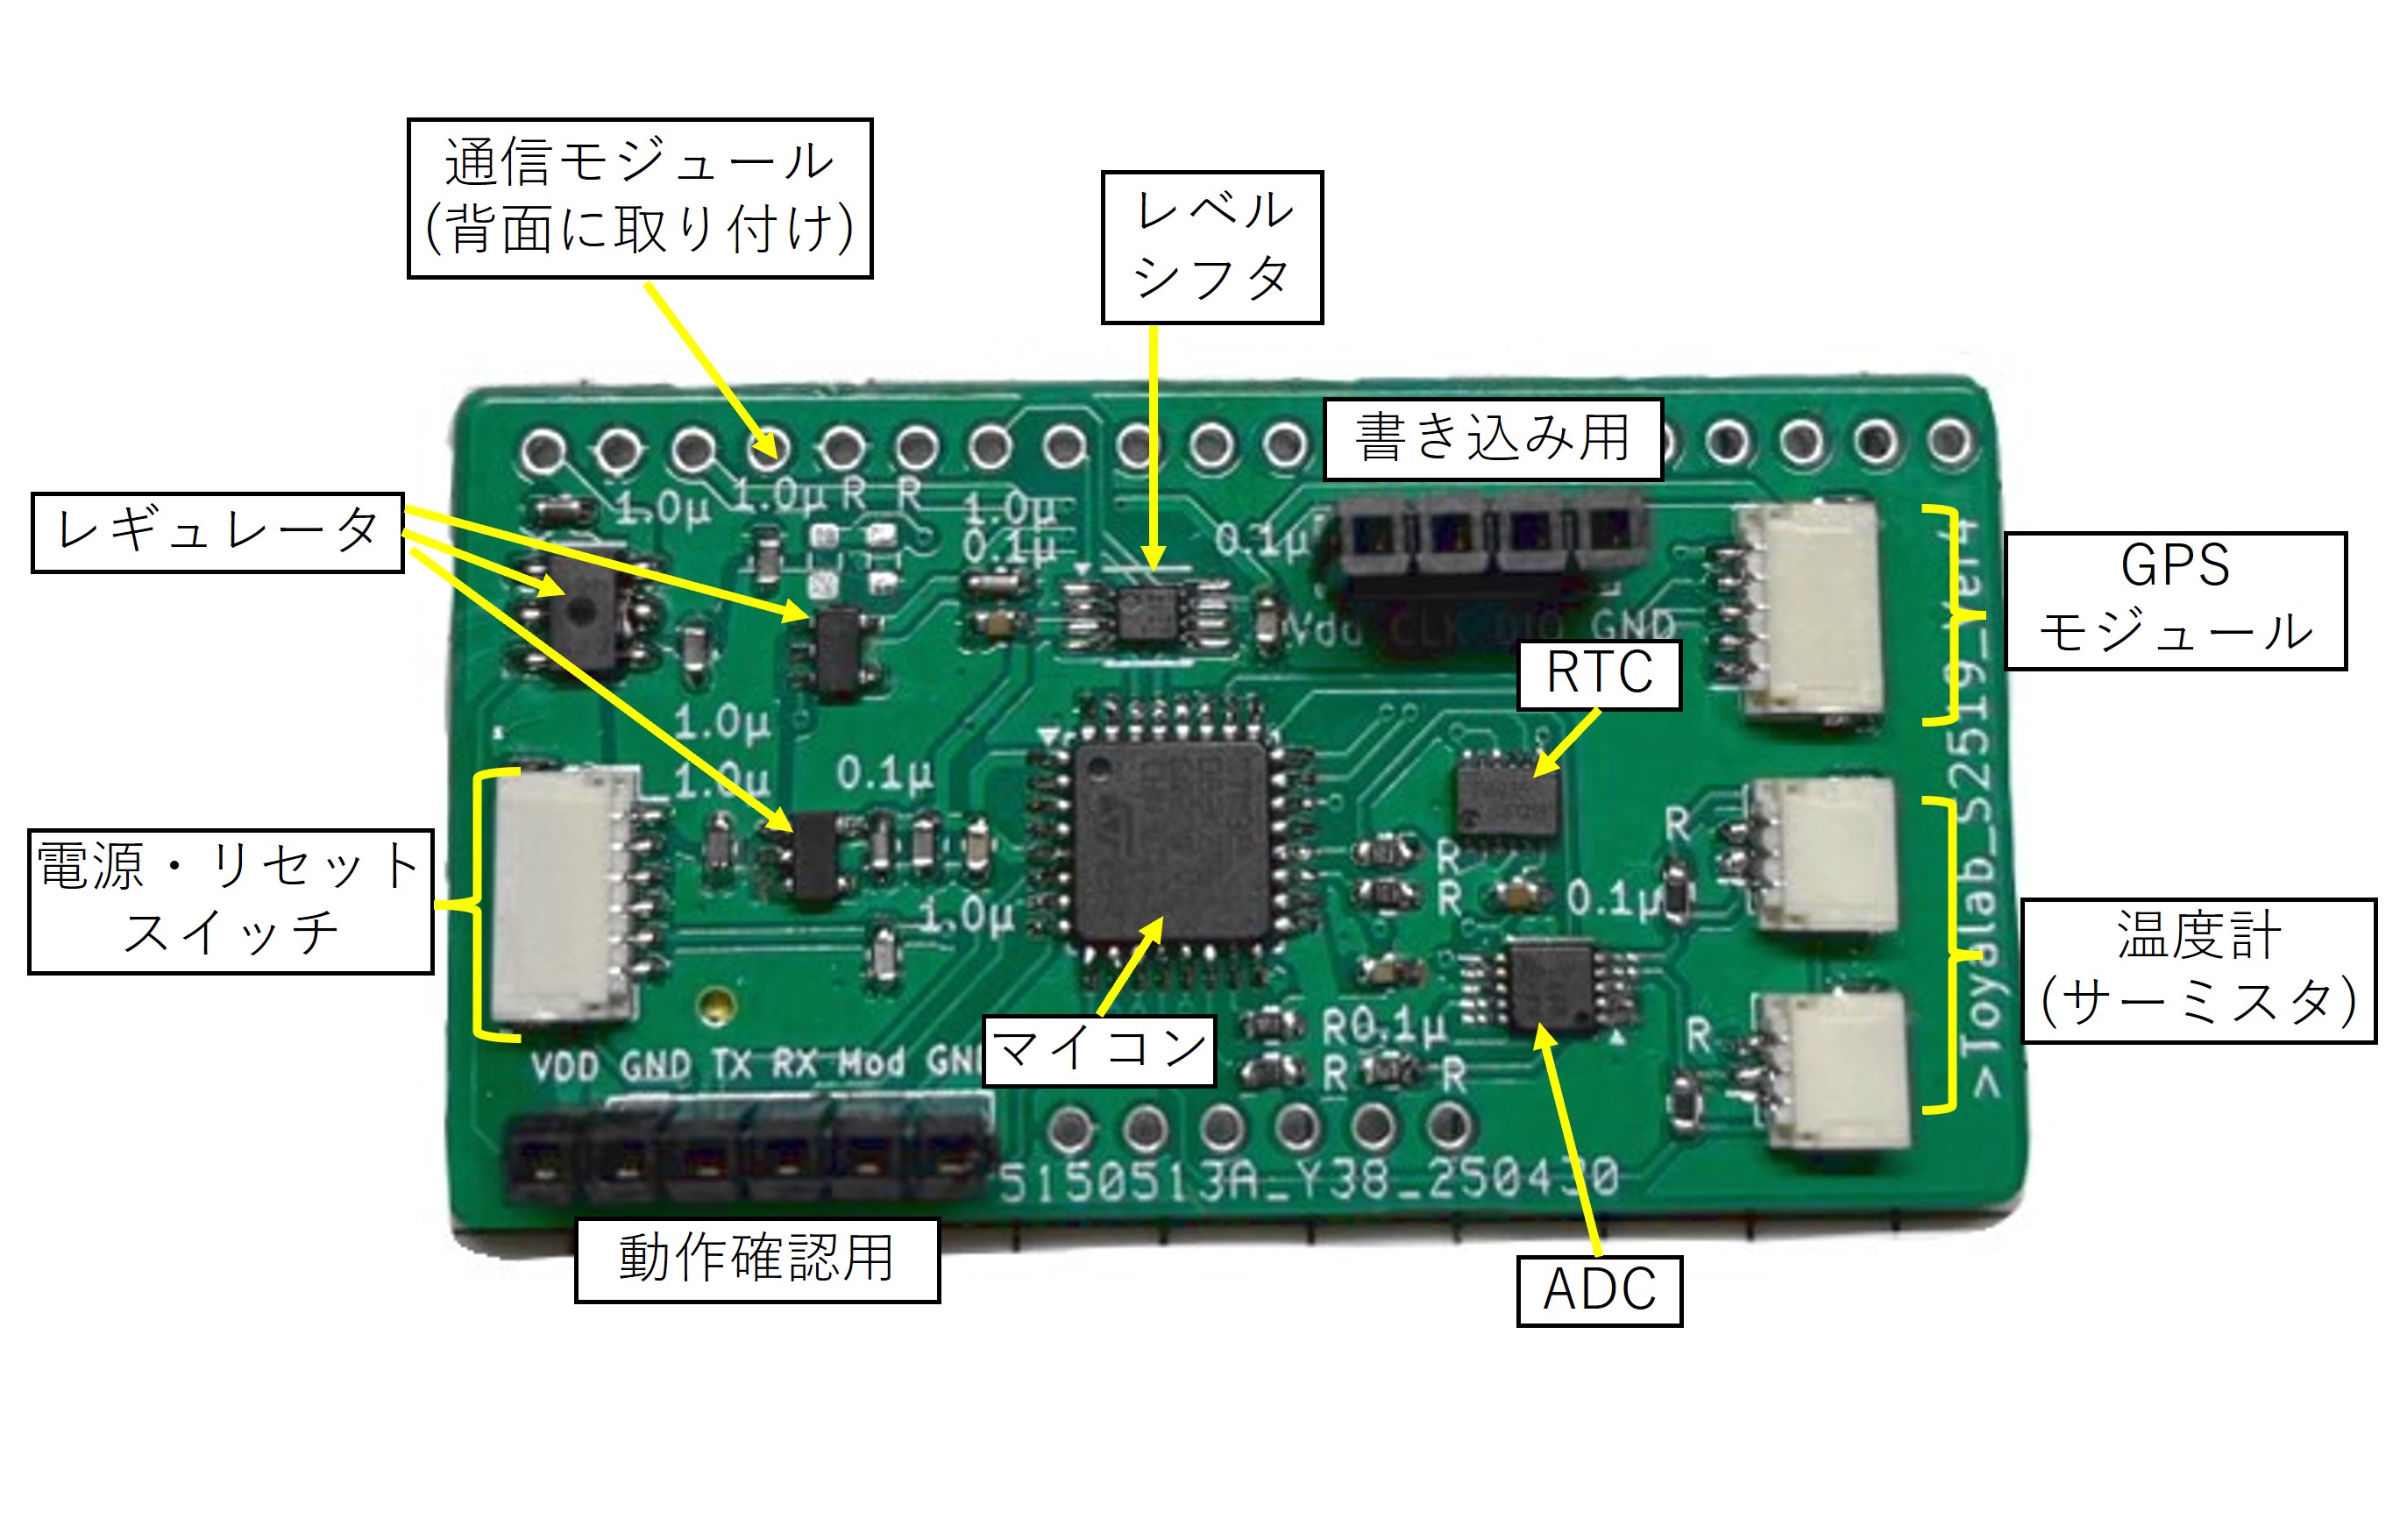 通信モジュール
(背面に取り付け)
レベル
シフタ
書き込み用
レギュレータ
1.0μ
1.0μ
R
R
1.0μ
0.1μ
0.1μ
Vdd CLK DIO GND
GPS
モジュール
RTC
1.0μ
1.0μ
0.1μ
電源・リセット
スイッチ
1.0μ
R
R
R
0.1μ
温度計
(サーミスタ)
>Toyalab_S2519_Ver4
マイコン
R0.1μ
R
R
R
VDD GND TX RX Mod GND
5150513A_Y38_250430
動作確認用
ADC